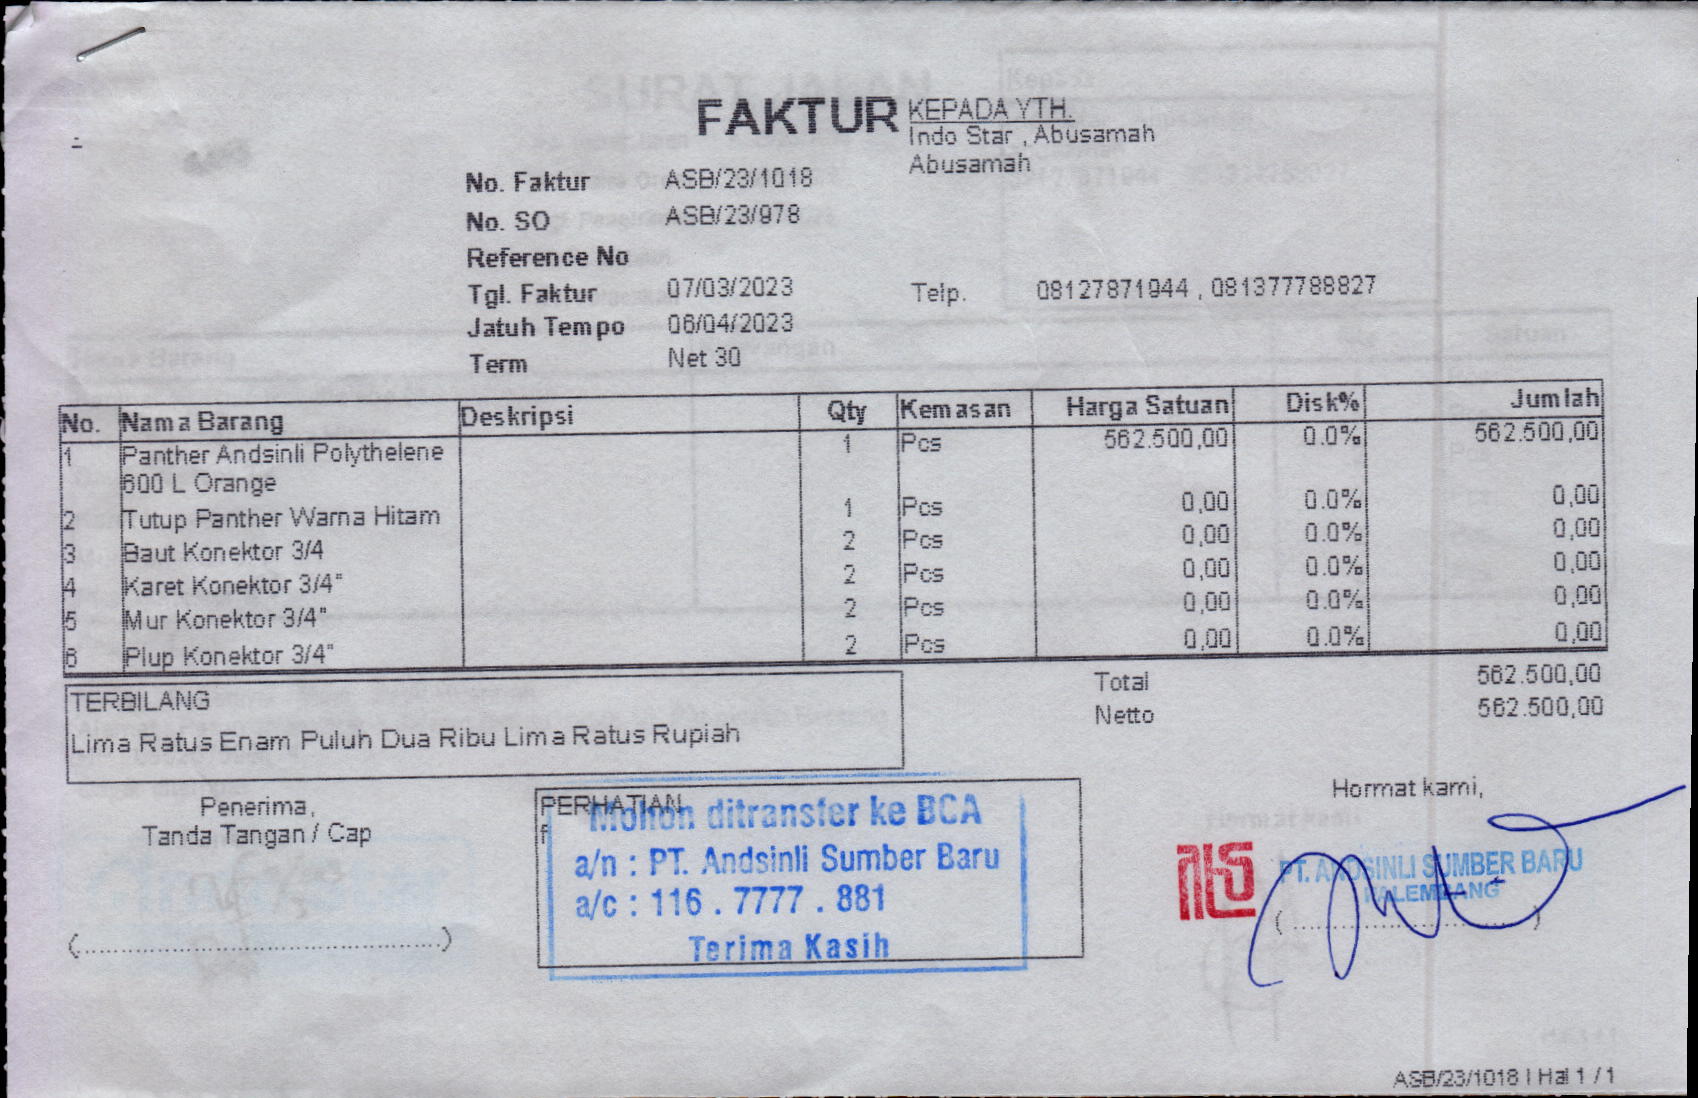 FAKTUR
KEPADA YTH.
Indo Star , Abusamah
Abusamah
No. Faktur ASB/23/1018
No. SO ASB/23/978
Reference No
Tgl. Faktur 07/03/2023
Telp. 08127871944 , 081377788827
Jatuh Tempo 06/04/2023
Term Net 30
No. Nama Barang Deskripsi Qty Kemasan Harga Satuan Disk% Jumlah
1 Panther Andsinli Polythelene 1 Pcs 562.500,00 0.0% 562.500,00
600 L Orange
2 Tutup Panther Warna Hitam 1 Pcs 0,00 0.0% 0,00
3 Baut Konektor 3/4 2 Pcs 0,00 0.0% 0,00
4 Karet Konektor 3/4" 2 Pcs 0,00 0.0% 0,00
5 Mur Konektor 3/4" 2 Pcs 0,00 0.0% 0,00
6 Plup Konektor 3/4" 2 Pcs 0,00 0.0% 0,00
Total 562.500,00
Netto 562.500,00
TERBILANG
Lima Ratus Enam Puluh Dua Ribu Lima Ratus Rupiah
Penerima,
Tanda Tangan / Cap
(........................................)
PERHATIAN
f
Mohon ditransfer ke BCA
a/n : PT. Andsinli Sumber Baru
a/c : 116 . 7777 . 881
Terima Kasih
Hormat kami,
PT. ANDSINLI SUMBER BARU
PALEMBANG
(..............................)
ASB/23/1018 | Hal 1 / 1